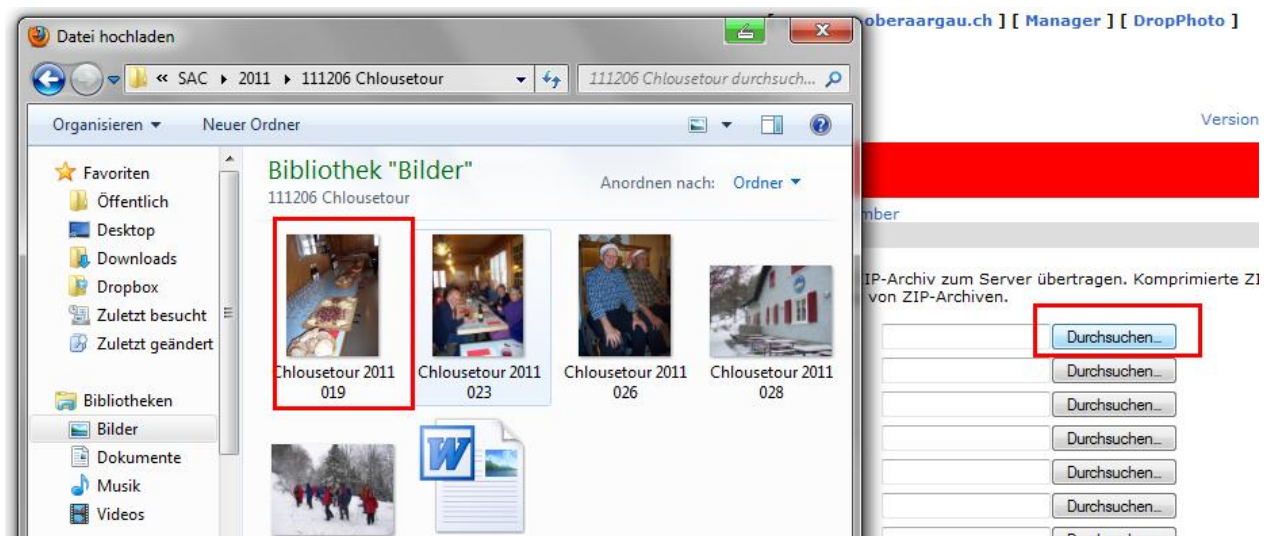 Datei hochladen
« SAC ▸ 2011 ▸ 111206 Chlousetour
111206 Chlousetour durchsuch...
Organisieren
Neuer Ordner
Favoriten
Öffentlich
Desktop
Downloads
Dropbox
Zuletzt besucht
Zuletzt geändert
Bibliotheken
Bilder
Dokumente
Musik
Videos
Bibliothek "Bilder"
111206 Chlousetour
Anordnen nach: Ordner
Chlousetour 2011
019
Chlousetour 2011
023
Chlousetour 2011
026
Chlousetour 2011
028
W
oberaargau.ch ] [ Manager ] [ DropPhoto ]
Version
mber
ZIP-Archiv zum Server übertragen. Komprimierte ZI
von ZIP-Archiven.
Durchsuchen...
Durchsuchen...
Durchsuchen...
Durchsuchen...
Durchsuchen...
Durchsuchen...